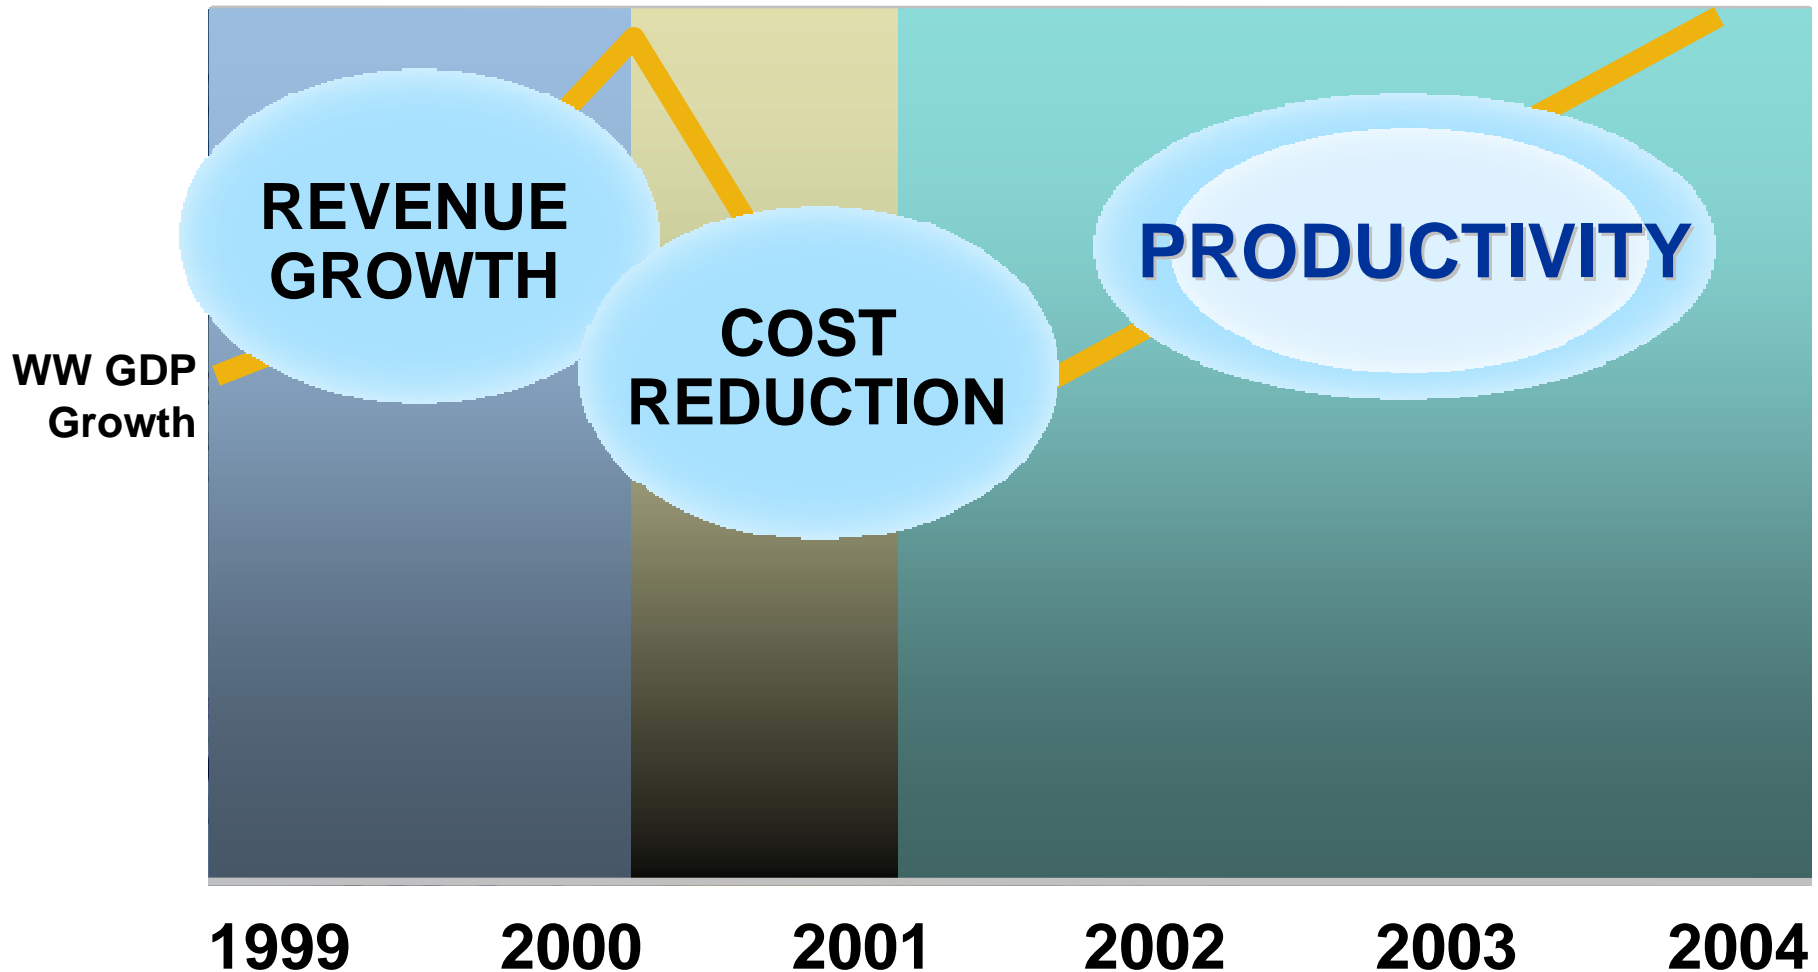 REVENUE
GROWTH
COST
REDUCTION
PRODUCTIVITY
WW GDP
Growth
1999 2000 2001 2002 2003 2004